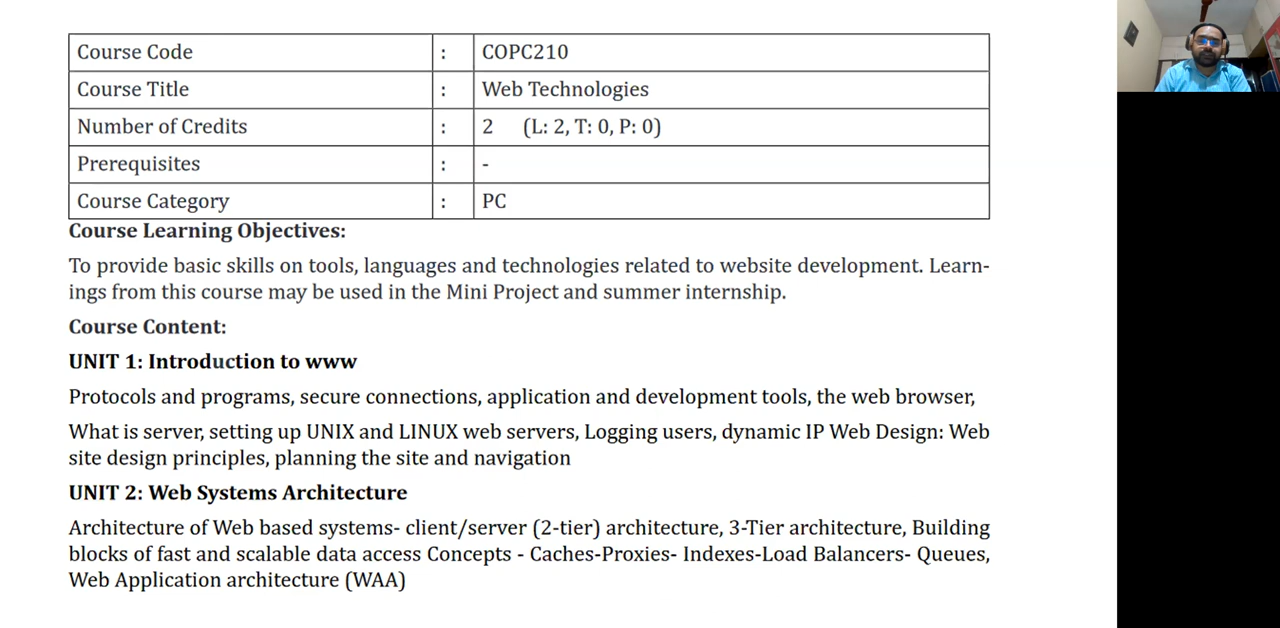 Course Code : COPC210
Course Title : Web Technologies
Number of Credits : 2 (L: 2, T: 0, P: 0)
Prerequisites : -
Course Category : PC
Course Learning Objectives:
To provide basic skills on tools, languages and technologies related to website development. Learn-
ings from this course may be used in the Mini Project and summer internship.
Course Content:
UNIT 1: Introduction to www
Protocols and programs, secure connections, application and development tools, the web browser,
What is server, setting up UNIX and LINUX web servers, Logging users, dynamic IP Web Design: Web
site design principles, planning the site and navigation
UNIT 2: Web Systems Architecture
Architecture of Web based systems- client/server (2-tier) architecture, 3-Tier architecture, Building
blocks of fast and scalable data access Concepts - Caches-Proxies- Indexes-Load Balancers- Queues,
Web Application architecture (WAA)